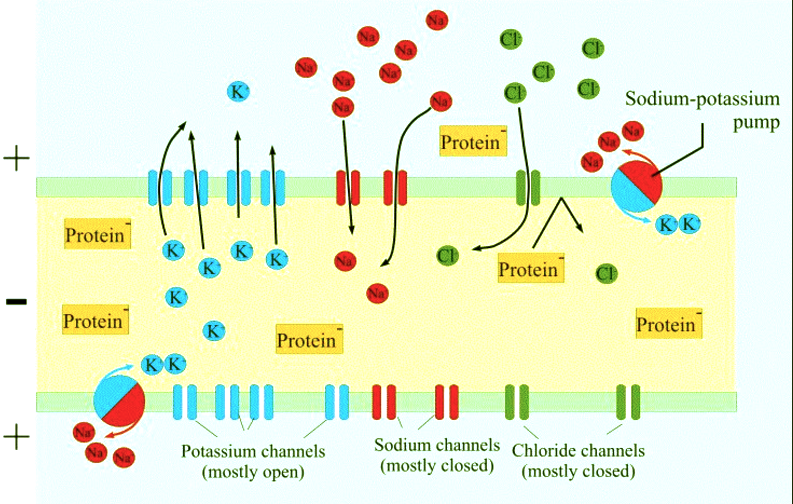 Na⁺
Na⁺
Na⁺
Na⁺
Na⁺
Na⁺
Na⁺
Na⁺
Cl⁻
Cl⁻
Cl⁻
Cl⁻
Cl⁻
K⁺
Sodium-potassium
pump
Protein⁻
Na⁺
Na⁺
Na⁺
+
K⁺ K⁺
Protein⁻
K⁺
K⁺
K⁺
K⁺
Na⁺
Cl⁻
Protein⁻
Cl⁻
Na⁺
K⁺
-
Protein⁻
K⁺
Protein⁻
Protein⁻
K⁺ K⁺
+
Na⁺
Na⁺
Na⁺
Potassium channels
(mostly open)
Sodium channels
(mostly closed)
Chloride channels
(mostly closed)